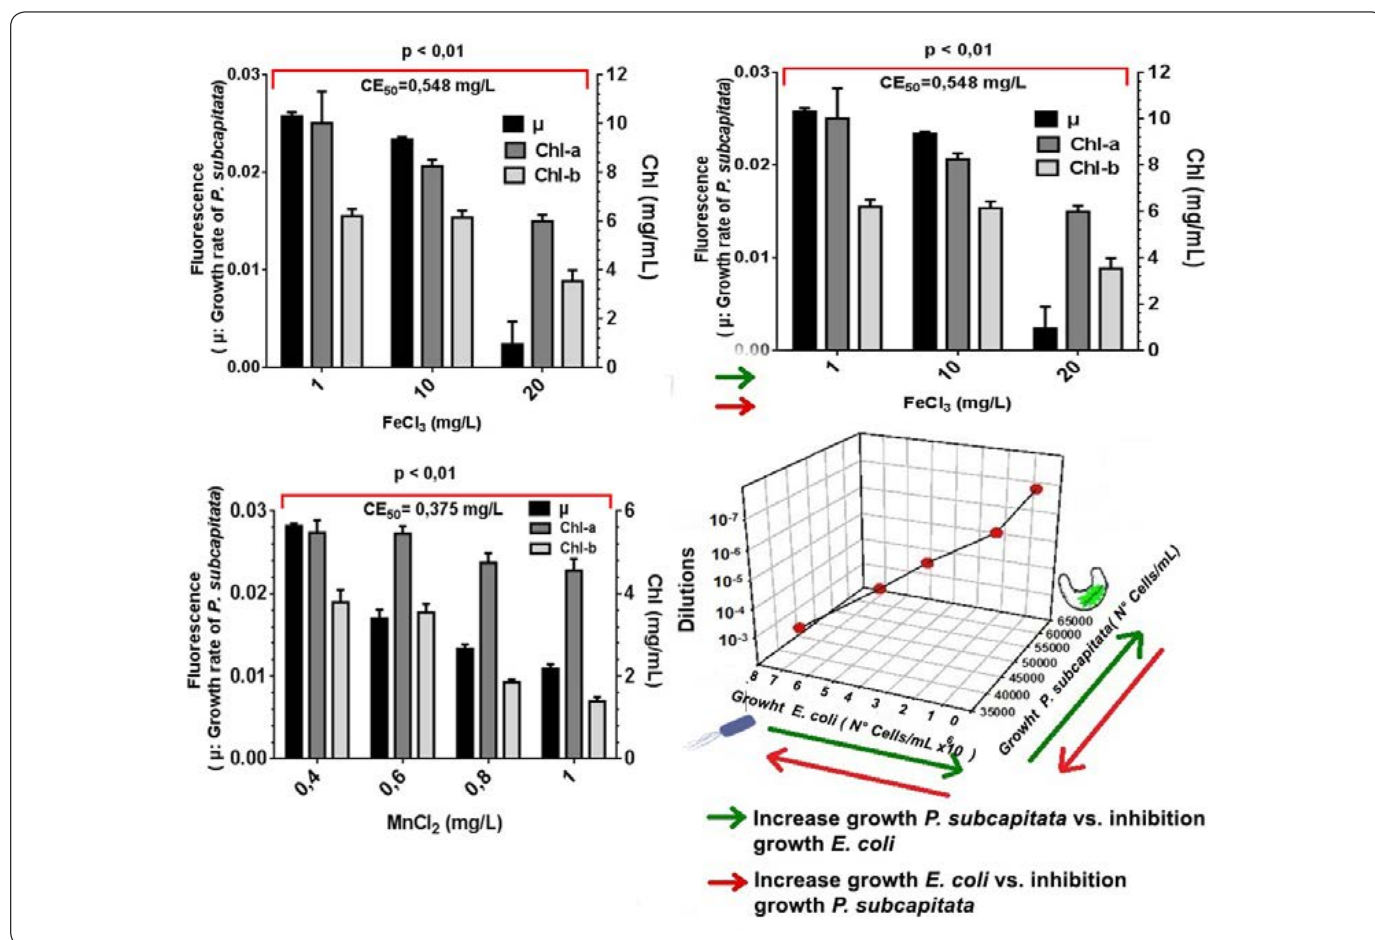 p < 0,01
CE50=0,548 mg/L
μ
Chl-a
Chl-b
0.03
0.02
0.01
0.00
Fluorescence
( μ: Growth rate of P. subcapitata)
12
10
8
6
4
2
0
Chl (mg/mL)
1
10
20
FeCl3 (mg/L)
p < 0,01
CE50=0,548 mg/L
μ
Chl-a
Chl-b
0.03
0.02
0.01
0.00
Fluorescence
( μ: Growth rate of P. subcapitata)
12
10
8
6
4
2
0
Chl (mg/mL)
1
10
20
FeCl3 (mg/L)
p < 0,01
CE50= 0,375 mg/L
μ
Chl-a
Chl-b
0.03
0.02
0.01
0.00
Fluorescence
( μ: Growth rate of P. subcapitata)
6
4
2
0
Chl (mg/mL)
0,4
0,6
0,8
1
MnCl2 (mg/L)
Dilutions
10-7
10-6
10-5
10-4
10-3
8 7 6 5 4 3 2 1 0
Growht E. coli ( N° Cells/mL x10 6 )
65000
60000
55000
50000
45000
40000
35000
Growht P. subcapitata( N° Cells/mL)
Increase growth P. subcapitata vs. inhibition
growth E. coli
Increase growth E. coli vs. inhibition
growth P. subcapitata